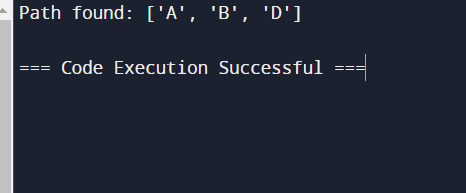 Path found: ['A', 'B', 'D']
=== Code Execution Successful ===